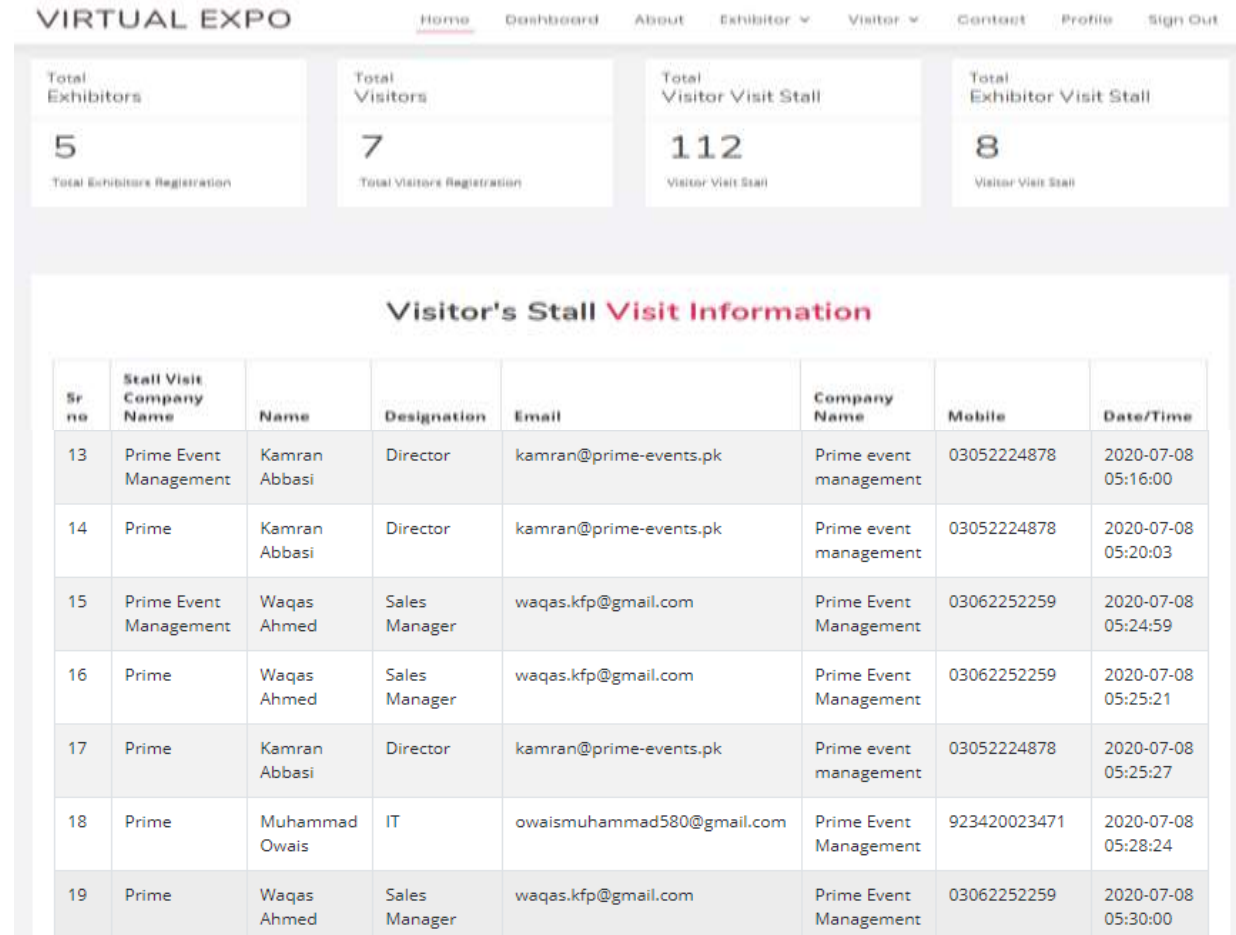 VIRTUAL EXPO
Home Dashboard About Exhibitor Visitor Contact Profile Sign Out
Total Total Total Total
Exhibitors Visitors Visitor Visit Stall Exhibitor Visit Stall
5 7 112 8
Total Exhibitors Registration Total Visitors Registration Visitor Visit Stall Visitor Visit Stall
Visitor's Stall Visit Information
Sr no Stall Visit Company Name Name Designation Email Company Name Mobile Date/Time
13 Prime Event Management Kamran Abbasi Director kamran@prime-events.pk Prime event management 03052224878 2020-07-08 05:16:00
14 Prime Kamran Abbasi Director kamran@prime-events.pk Prime event management 03052224878 2020-07-08 05:20:03
15 Prime Event Management Waqas Ahmed Sales Manager waqas.kfp@gmail.com Prime Event Management 03062252259 2020-07-08 05:24:59
16 Prime Waqas Ahmed Sales Manager waqas.kfp@gmail.com Prime Event Management 03062252259 2020-07-08 05:25:21
17 Prime Kamran Abbasi Director kamran@prime-events.pk Prime event management 03052224878 2020-07-08 05:25:27
18 Prime Muhammad Owais IT owaismuhammad580@gmail.com Prime Event Management 923420023471 2020-07-08 05:28:24
19 Prime Waqas Ahmed Sales Manager waqas.kfp@gmail.com Prime Event Management 03062252259 2020-07-08 05:30:00